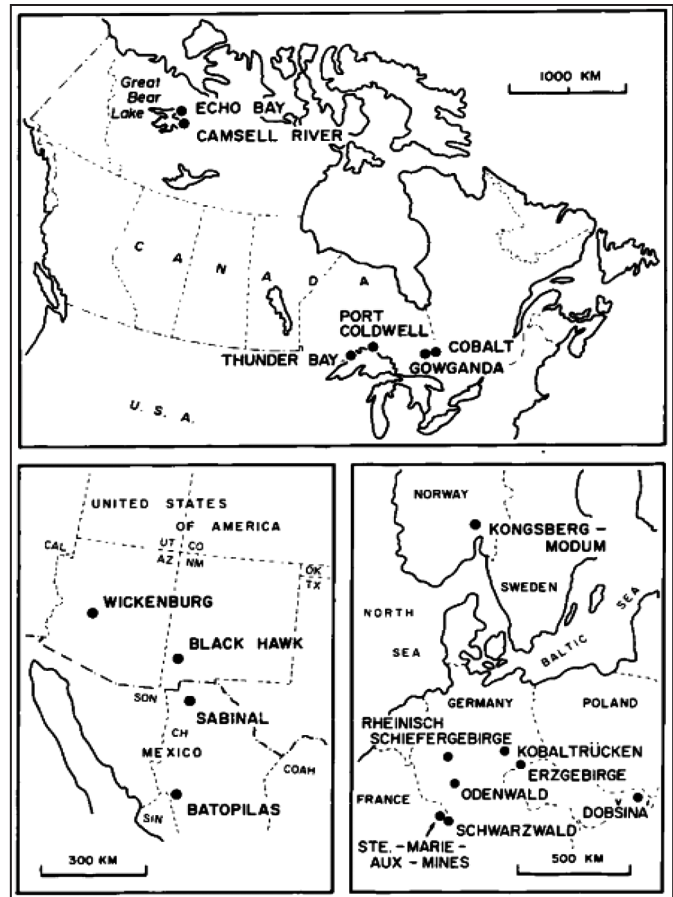 1000 KM
Great
Bear
Lake
ECHO BAY
CAMSELL RIVER
C A N A D A
PORT
COLDWELL
THUNDER BAY
COBALT
GOWGANDA
U. S. A.
UNITED STATES
OF AMERICA
CAL
UT
CO
AZ
NM
OK
TX
WICKENBURG
BLACK HAWK
SON
SABINAL
CH
MEXICO
COAH
SIN
BATOPILAS
300 KM
NORWAY
KONGSBERG -
MODUM
SWEDEN
NORTH
SEA
BALTIC SEA
GERMANY
POLAND
RHEINISCH
SCHIEFERGEBIRGE
KOBALTRÜCKEN
ERZGEBIRGE
ODENWALD
FRANCE
DOBŠINA
SCHWARZWALD
STE.-MARIE-
AUX-MINES
500 KM